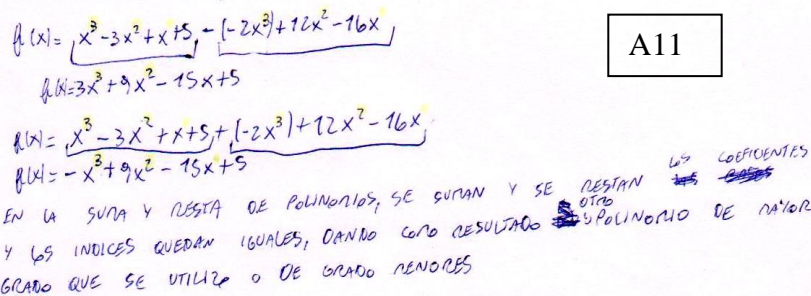 f(x)= x³-3x²+x+5 - (-2x³)+12x²-16x
A11
f(x)=3x³+9x²-15x+5
f(x)= x³-3x²+x+5+(-2x³)+12x²-16x
f(x)= -x³+9x²-15x+5
EN LA SUMA Y RESTA DE POLINOMIOS, SE SUMAN Y SE RESTAN LOS COEFICIENTES
Y LOS INDICES QUEDAN IGUALES, DANDO COMO RESULTADO OTRO POLINOMIO DE MAYOR
GRADO QUE SE UTILIZO O DE GRADO MENORES